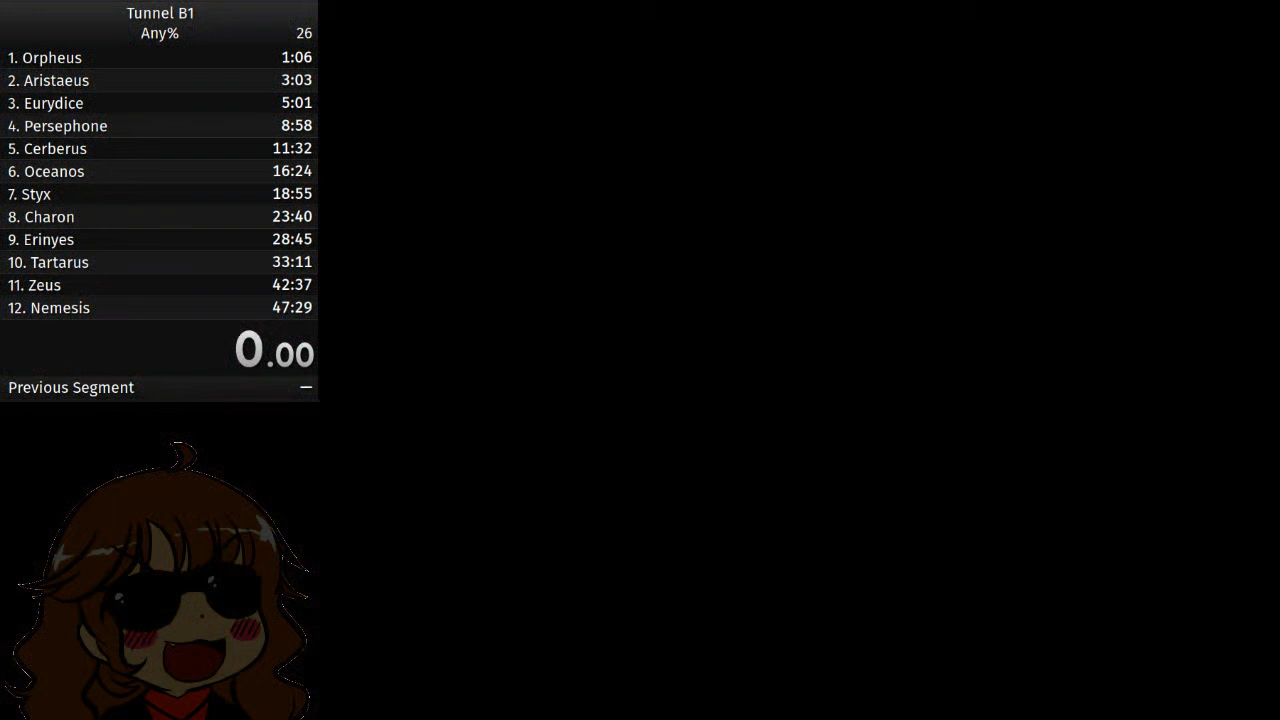 Tunnel B1
Any% 26
1. Orpheus 1:06
2. Aristaeus 3:03
3. Eurydice 5:01
4. Persephone 8:58
5. Cerberus 11:32
6. Oceanos 16:24
7. Styx 18:55
8. Charon 23:40
9. Erinyes 28:45
10. Tartarus 33:11
11. Zeus 42:37
12. Nemesis 47:29
0.00
Previous Segment —